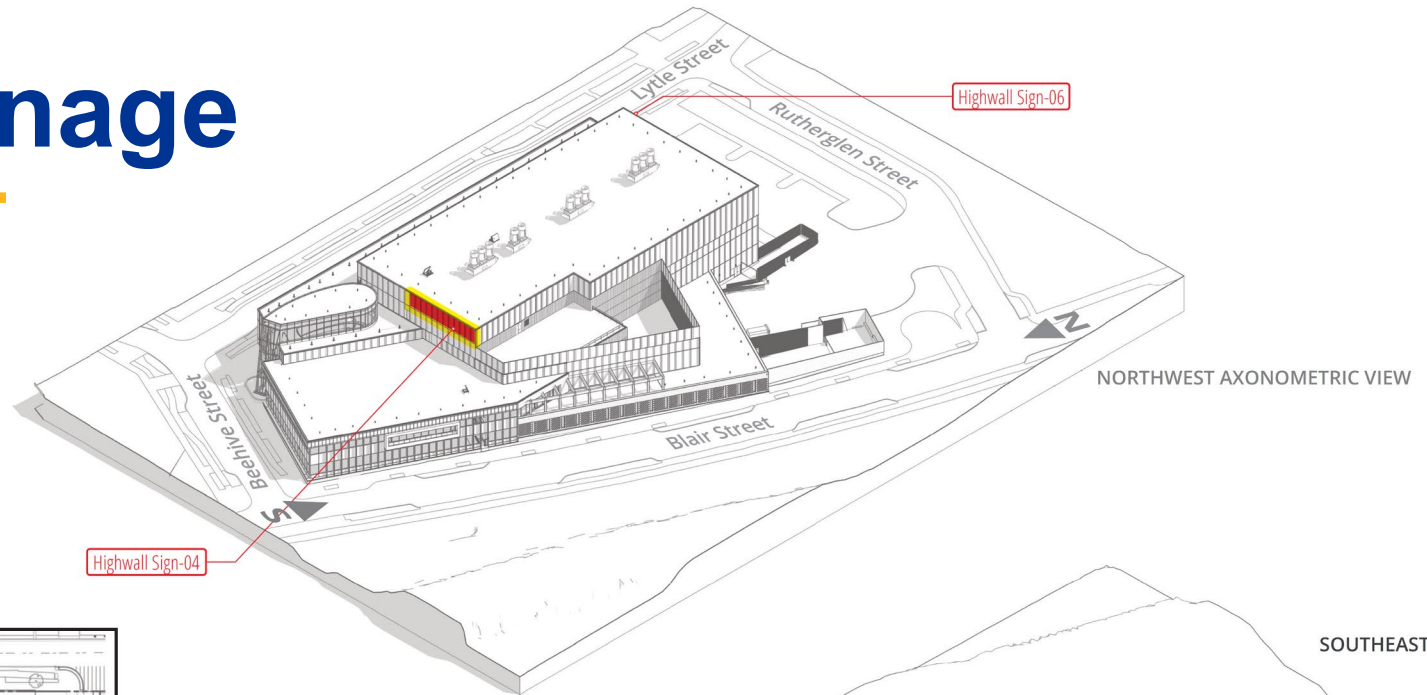 nage
Lytle Street
Highwall Sign-06
Rutherglen Street
N
NORTHWEST AXONOMETRIC VIEW
Beehive Street
Blair Street
S
Highwall Sign-04
SOUTHEAST